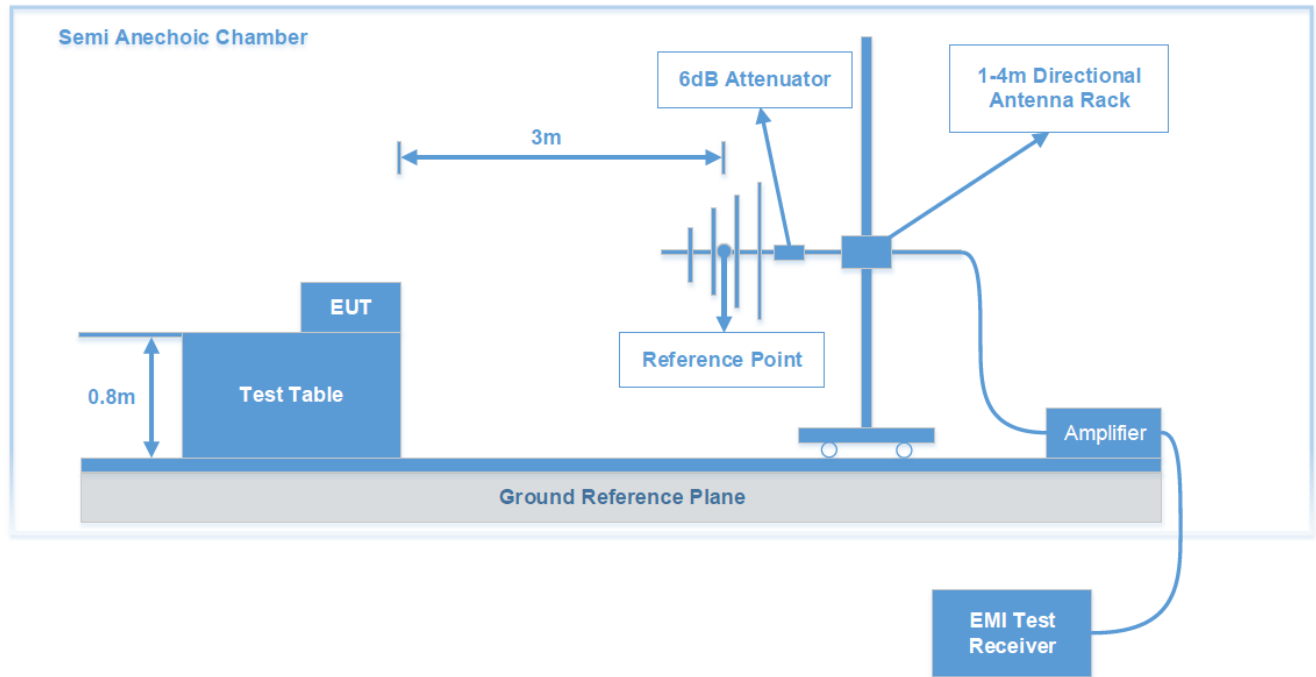 Semi Anechoic Chamber
6dB Attenuator
1-4m Directional
Antenna Rack
3m
EUT
Reference Point
0.8m
Test Table
Amplifier
Ground Reference Plane
EMI Test
Receiver